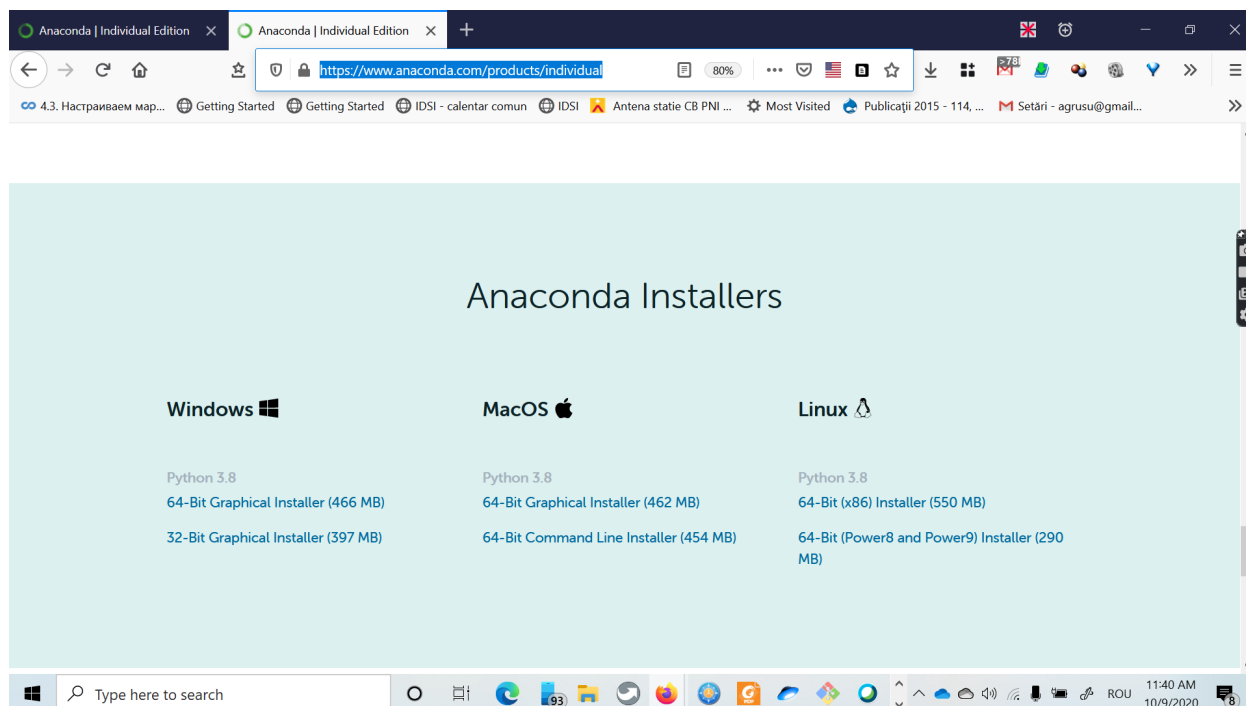 Anaconda | Individual Edition
Anaconda | Individual Edition
https://www.anaconda.com/products/individual
80%
>78
4.3. Настраиваем мар...
Getting Started
Getting Started
IDSI - calentar comun
IDSI
Antena statie CB PNI ...
Most Visited
Publicaţii 2015 - 114, ...
Setări - agrusu@gmail...
Anaconda Installers
Windows
MacOS
Linux
Python 3.8
Python 3.8
Python 3.8
64-Bit Graphical Installer (466 MB)
64-Bit Graphical Installer (462 MB)
64-Bit (x86) Installer (550 MB)
32-Bit Graphical Installer (397 MB)
64-Bit Command Line Installer (454 MB)
64-Bit (Power8 and Power9) Installer (290
MB)
Type here to search
93
ROU
11:40 AM
10/9/2020
8